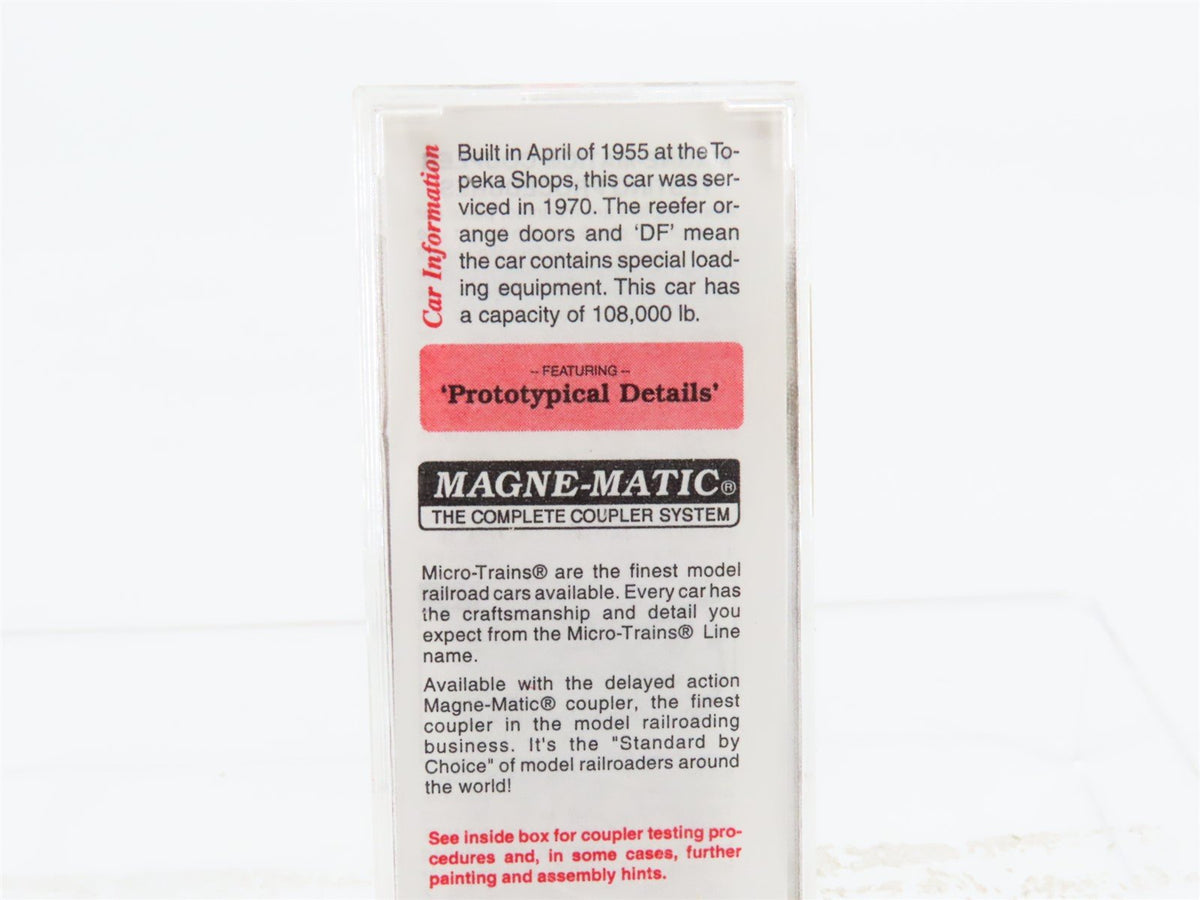 Car Information
Built in April of 1955 at the To-
peka Shops, this car was ser-
viced in 1970. The reefer or-
ange doors and ‘DF’ mean
the car contains special load-
ing equipment. This car has
a capacity of 108,000 lb.
-- FEATURING --
‘Prototypical Details’
MAGNE-MATIC®
THE COMPLETE COUPLER SYSTEM
Micro-Trains® are the finest model
railroad cars available. Every car has
the craftsmanship and detail you
expect from the Micro-Trains® Line
name.
Available with the delayed action
Magne-Matic® coupler, the finest
coupler in the model railroading
business. It's the "Standard by
Choice" of model railroaders around
the world!
See inside box for coupler testing pro-
cedures and, in some cases, further
painting and assembly hints.